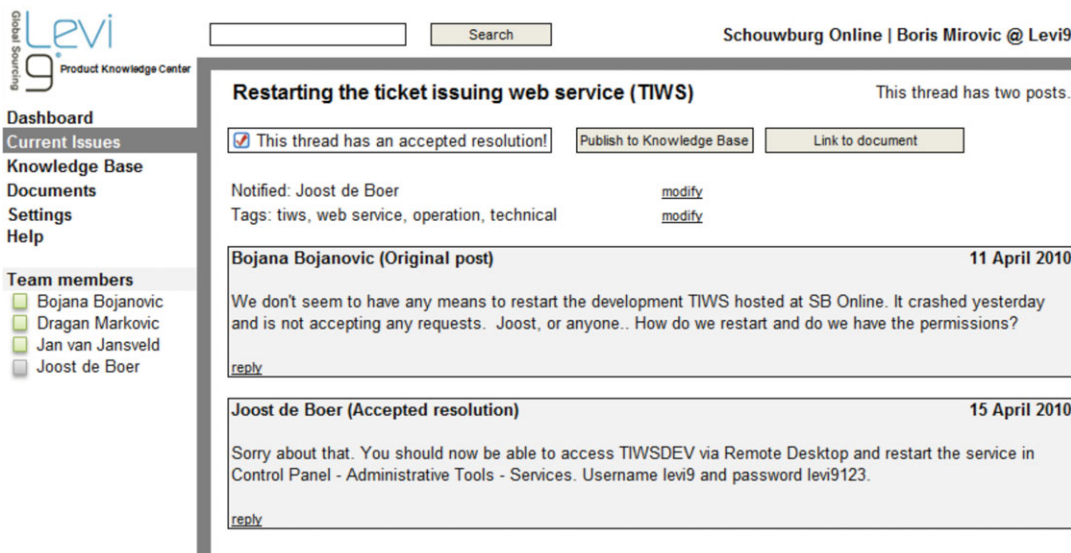 Global Sourcing
Levi
9
Product Knowledge Center
Search
Schouwburg Online | Boris Mirovic @ Levi9
Dashboard
Current Issues
Knowledge Base
Documents
Settings
Help
Team members
Bojana Bojanovic
Dragan Markovic
Jan van Jansveld
Joost de Boer
Restarting the ticket issuing web service (TIWS)
This thread has two posts.
This thread has an accepted resolution!
Publish to Knowledge Base
Link to document
Notified: Joost de Boer
modify
Tags: tiws, web service, operation, technical
modify
Bojana Bojanovic (Original post)
11 April 2010
We don't seem to have any means to restart the development TIWS hosted at SB Online. It crashed yesterday
and is not accepting any requests.  Joost, or anyone.. How do we restart and do we have the permissions?
reply
Joost de Boer (Accepted resolution)
15 April 2010
Sorry about that. You should now be able to access TIWSDEV via Remote Desktop and restart the service in
Control Panel - Administrative Tools - Services. Username levi9 and password levi9123.
reply